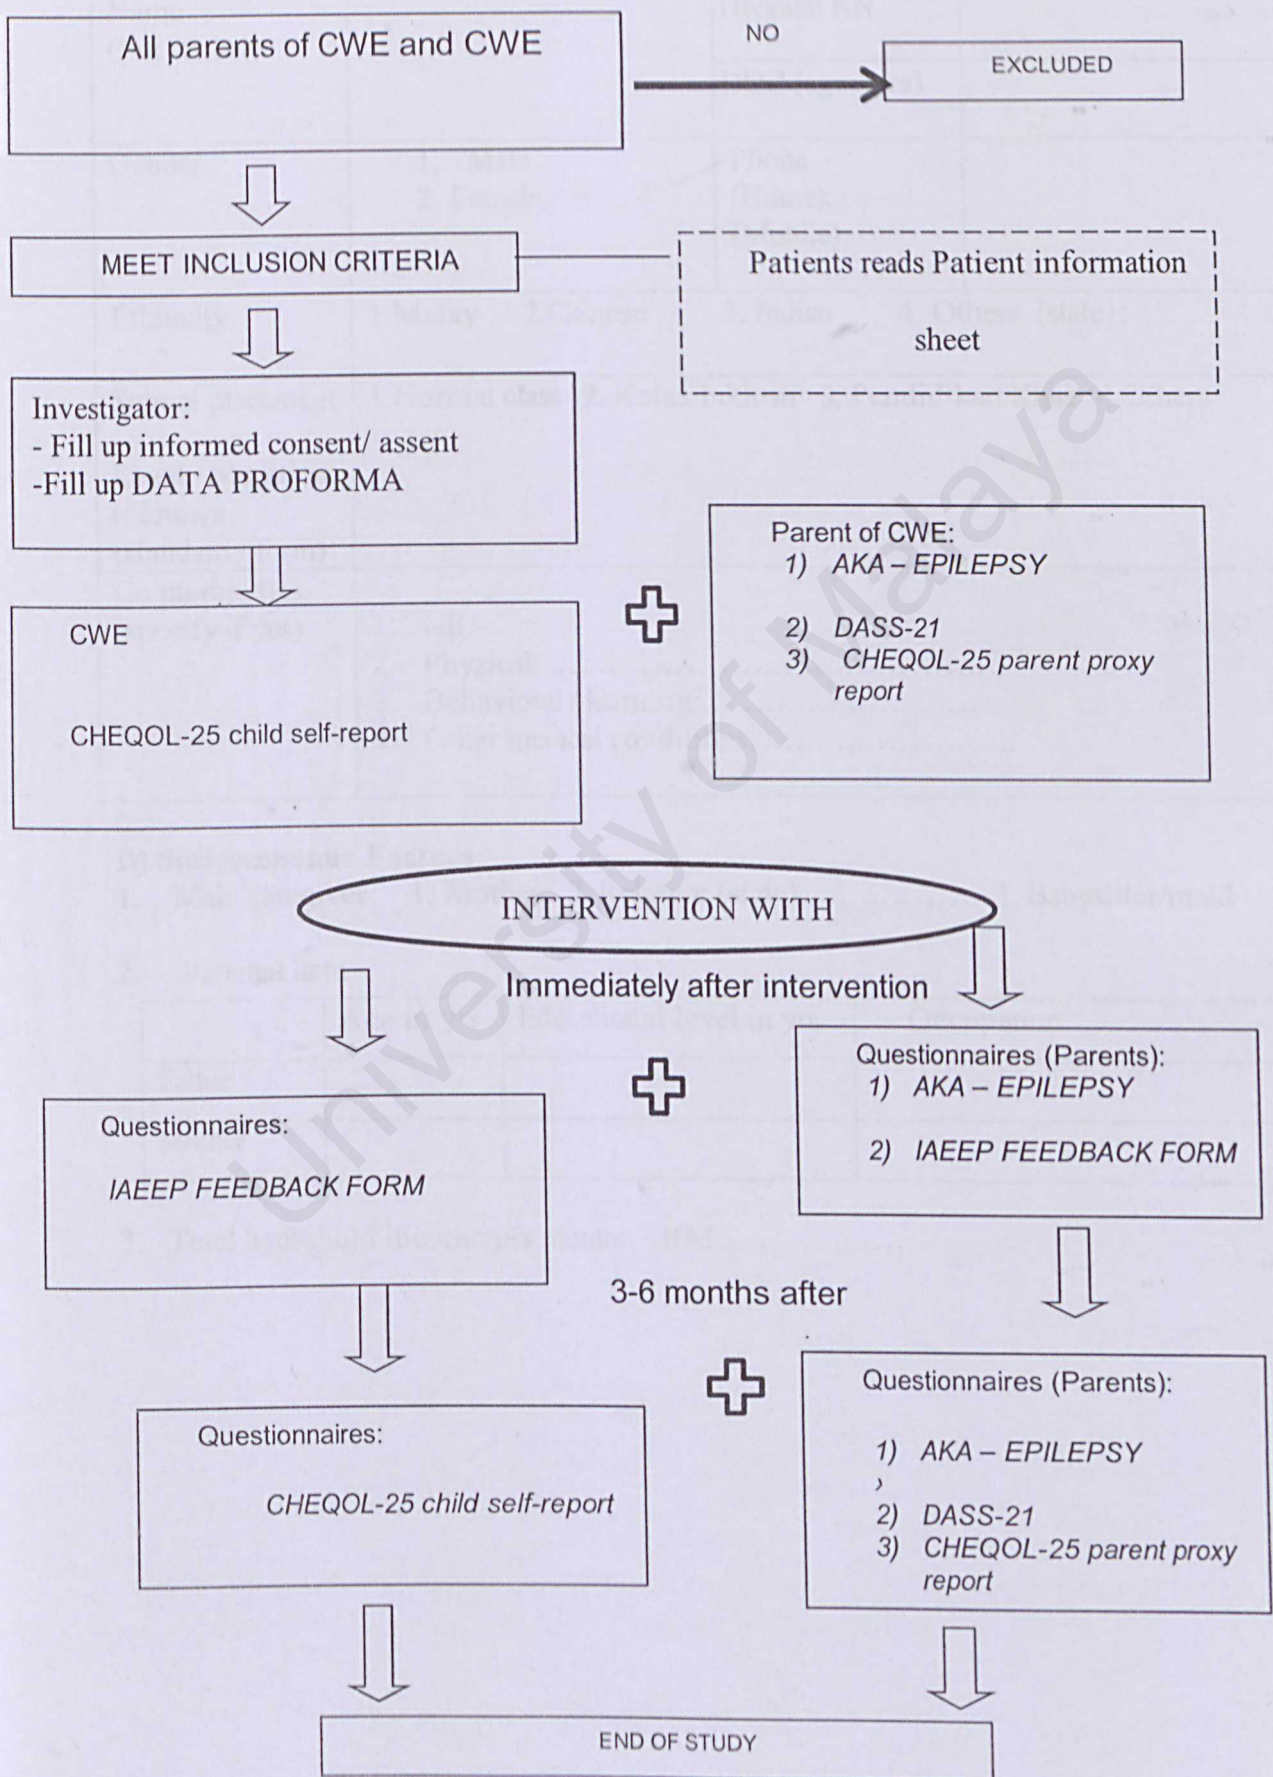 All parents of CWE and CWE
NO
EXCLUDED
MEET INCLUSION CRITERIA
Patients reads Patient information
sheet
Investigator:
- Fill up informed consent/ assent
-Fill up DATA PROFORMA
Parent of CWE:
1) AKA – EPILEPSY
2) DASS-21
3) CHEQOL-25 parent proxy
report
CWE
CHEQOL-25 child self-report
INTERVENTION WITH
Immediately after intervention
Questionnaires (Parents):
1) AKA – EPILEPSY
2) IAEEP FEEDBACK FORM
Questionnaires:
IAEEP FEEDBACK FORM
3-6 months after
Questionnaires (Parents):
1) AKA – EPILEPSY
2) DASS-21
3) CHEQOL-25 parent proxy
report
Questionnaires:
CHEQOL-25 child self-report
END OF STUDY
University of Malaya